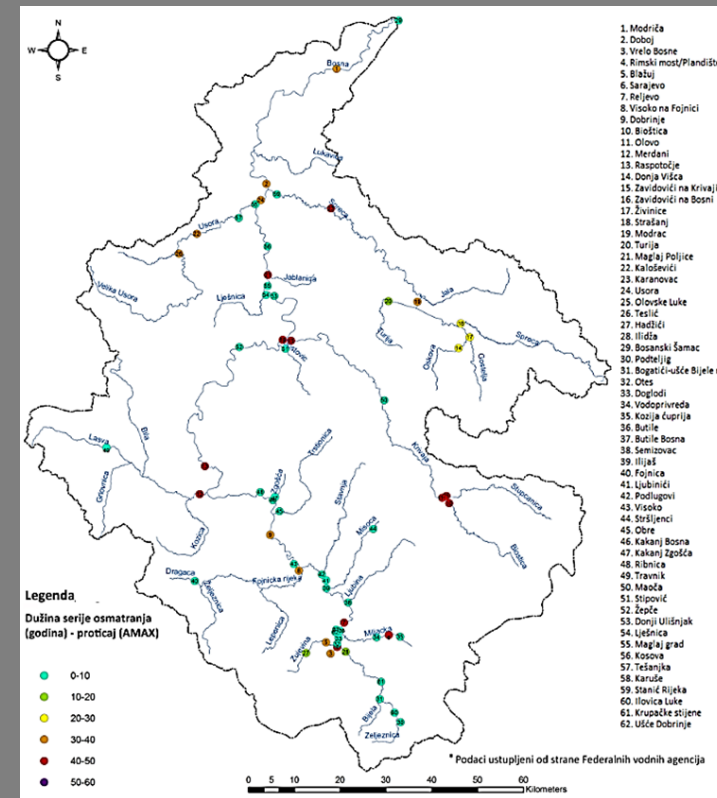 N
W E
S
1. Modriča
2. Doboj
3. Vrelo Bosne
4. Rimski most/Plandište
5. Blažuj
6. Sarajevo
7. Reljevo
8. Visoko na Fojnici
9. Dobrinje
10. Bioštica
11. Olovo
12. Merdani
13. Raspotočje
14. Donja Višca
15. Zavidovići na Krivaji
16. Zavidovići na Bosni
17. Živinice
18. Strašanj
19. Modrac
20. Turija
21. Maglaj Poljice
22. Kaloševići
23. Karanovac
24. Usora
25. Olovske Luke
26. Teslić
27. Hadžići
28. Ilidža
29. Bosanski Šamac
30. Podteljig
31. Bogatići-ušće Bijele
32. Otes
33. Doglodi
34. Vodoprivreda
35. Kozija ćuprija
36. Butile
37. Butile Bosna
38. Semizovac
39. Ilijaš
40. Fojnica
41. Ljubinići
42. Podlugovi
43. Visoko
44. Stršljenci
45. Obre
46. Kakanj Bosna
47. Kakanj Zgošća
48. Ribnica
49. Travnik
50. Maoča
51. Stipović
52. Žepče
53. Donji Ulišnjak
54. Lješnica
55. Maglaj grad
56. Kosova
57. Tešanjka
58. Karuše
59. Stanić Rijeka
60. Ilovica Luke
61. Krupačke stijene
62. Ušće Dobrinje
Bosna
Lukavica
Spreča
Usora
Velika Usora
Jablanica
Lješnica
Jala
Turija
Oskova
Gostelja
Spreča
Lašva
Bila
Grlovnica
Kozica
Zgošća
Trstionica
Stavnja
Misoča
Krivaja
Stupčanica
Bioštica
Dragača
Željeznica
Fojnička rijeka
Lepenica
Ljubina
Zujevina
Miljacka
Bijela
Željeznica
Legenda
Dužina serije osmatranja
(godina) - proticaj (AMAX)
0-10
10-20
20-30
30-40
40-50
50-60
* Podaci ustupljeni od strane Federalnih vodnih agencija
0 5 10 20 30 40 50 60
Kilometers